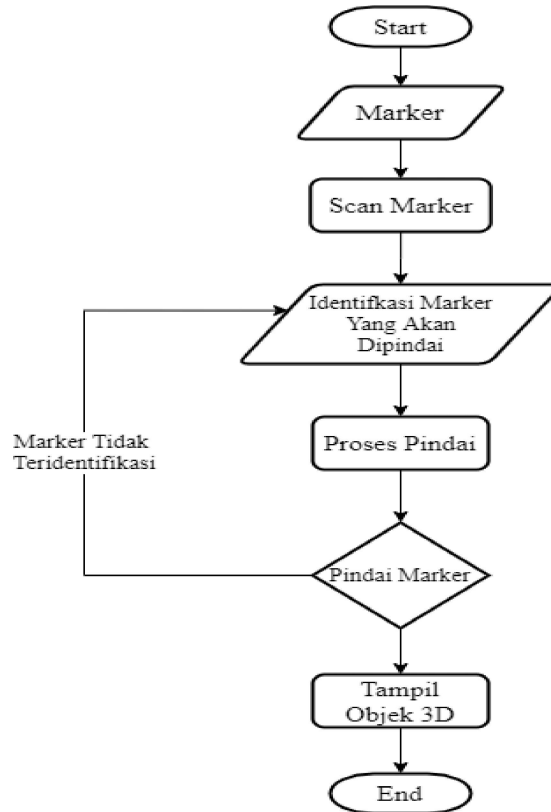 Start
Marker
Scan Marker
Identifkasi Marker
Yang Akan
Dipindai
Proses Pindai
Marker Tidak
Teridentifikasi
Pindai Marker
Tampil
Objek 3D
End